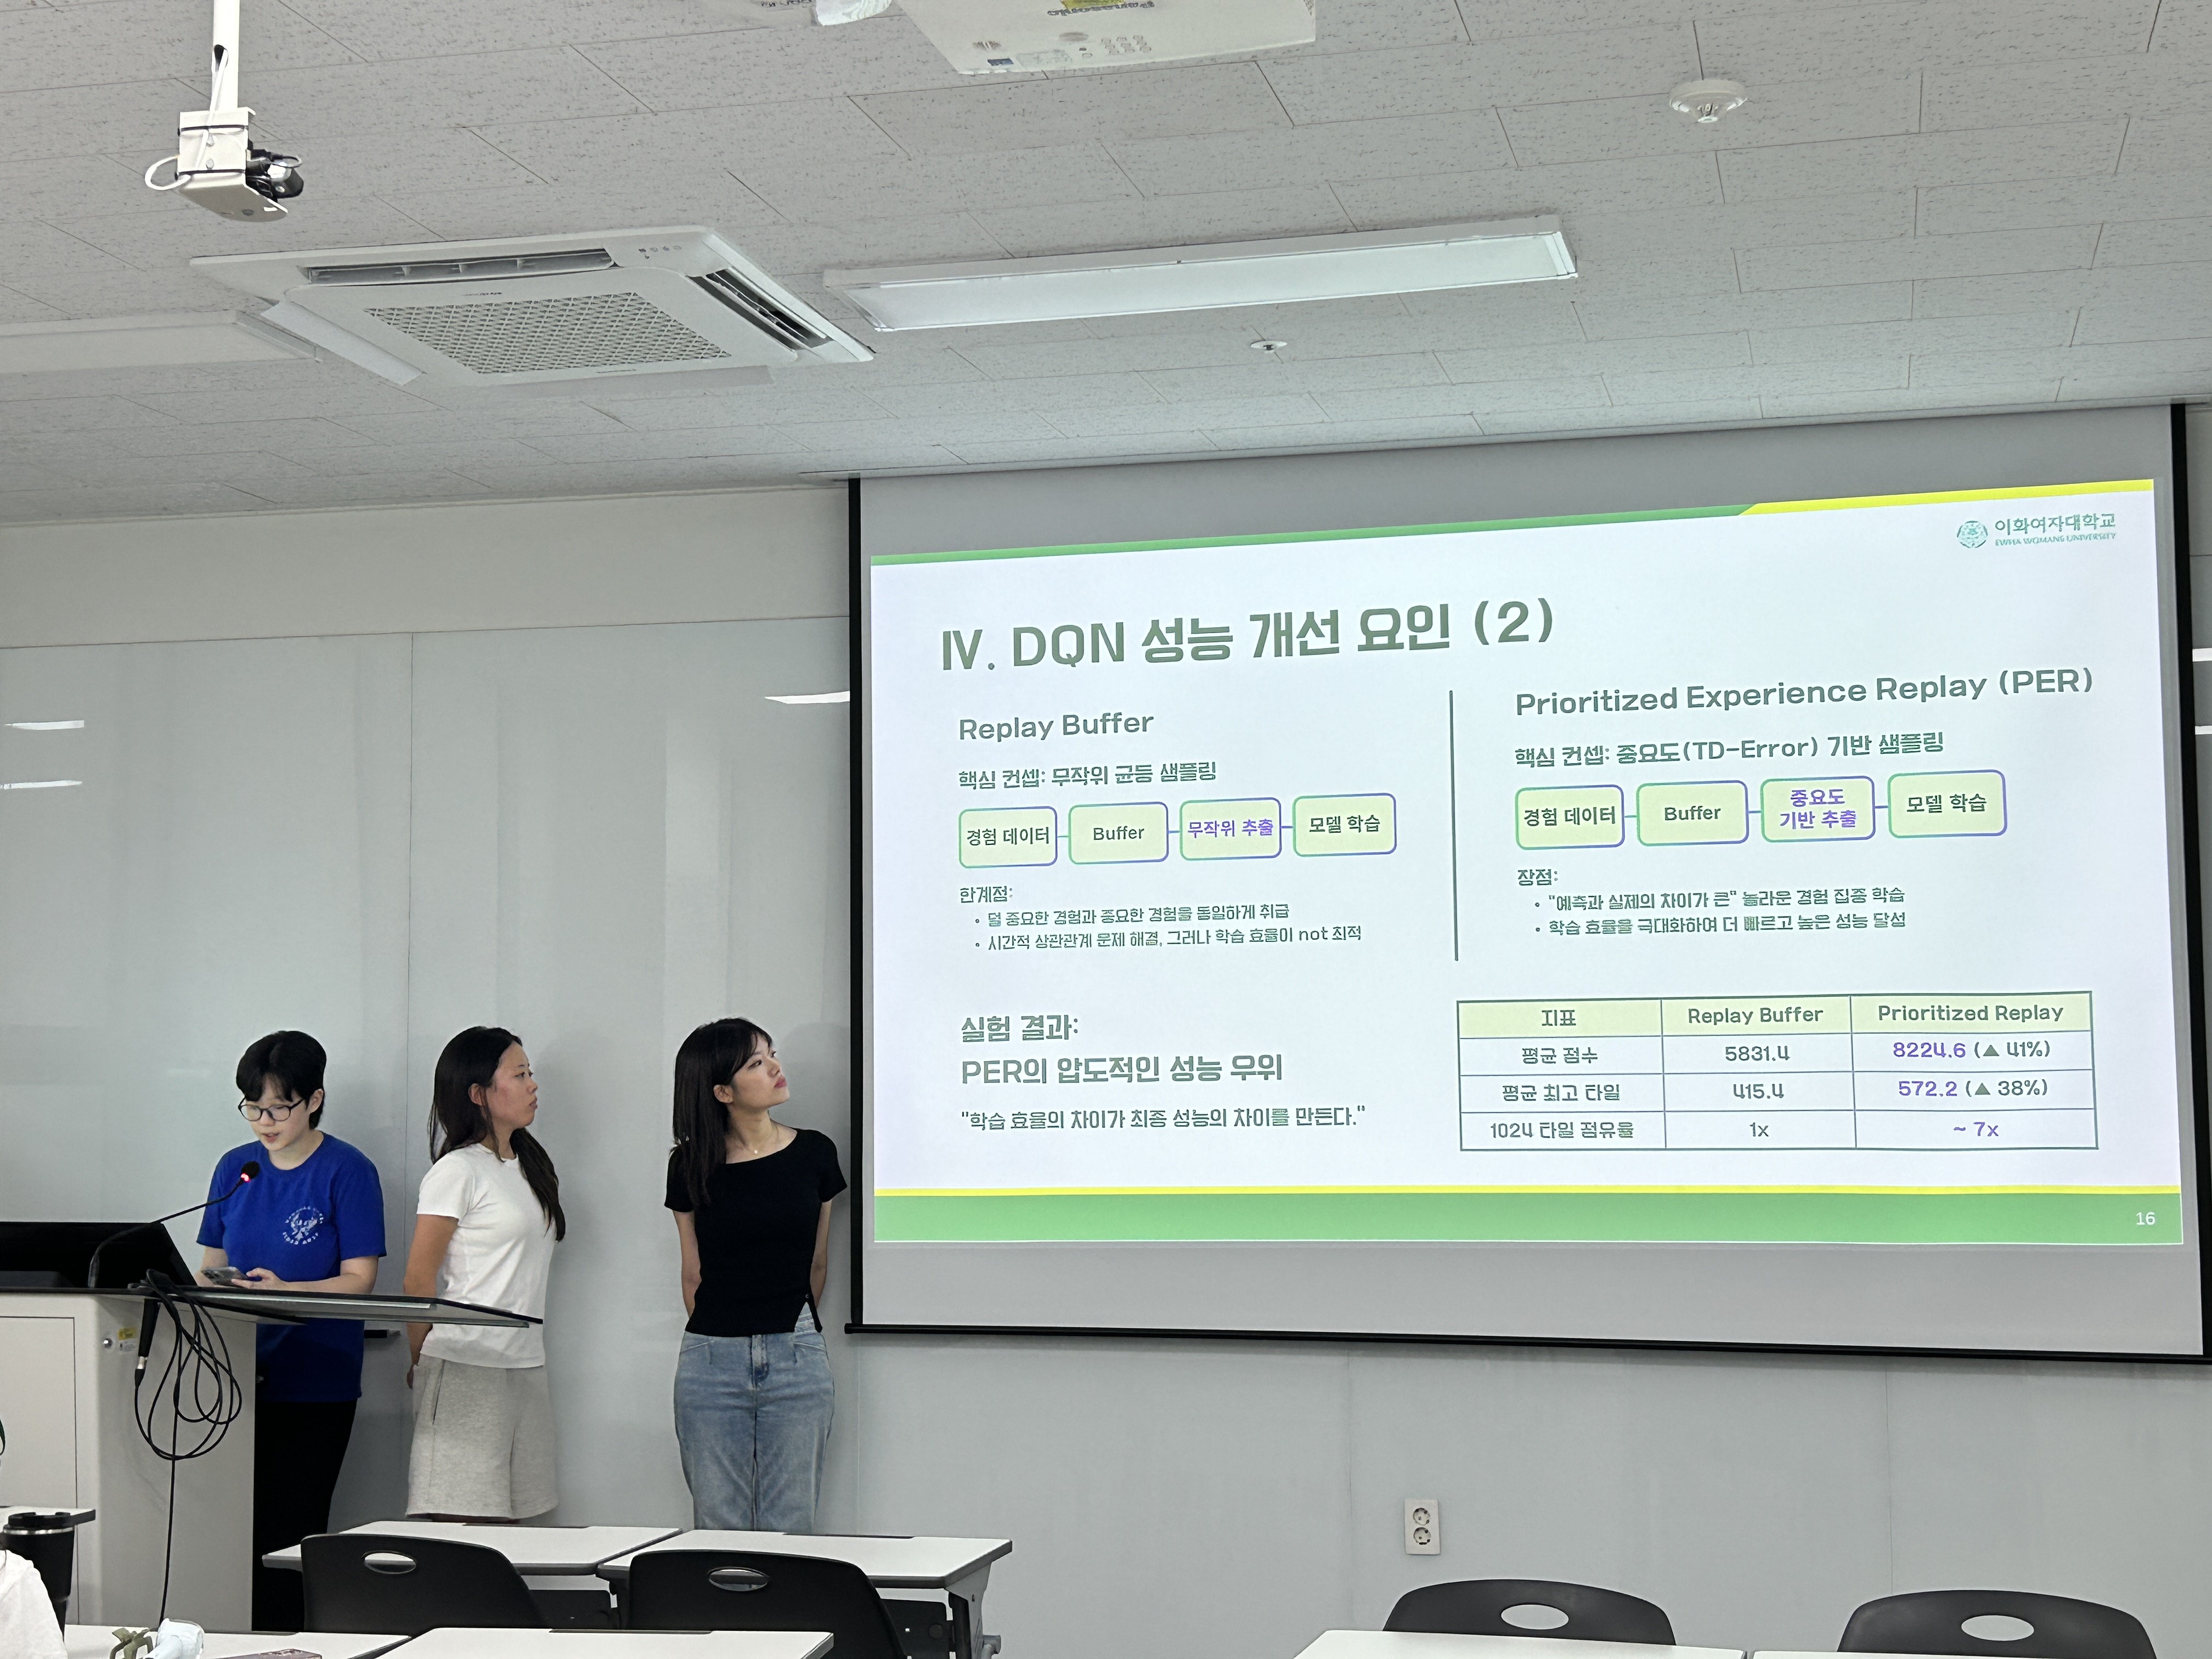 이화여자대학교
EWHA WOMANS UNIVERSITY
Ⅳ. DQN 성능 개선 요인 (2)
Replay Buffer
핵심 컨셉: 무작위 균등 샘플링
경험 데이터
Buffer
무작위 추출
모델 학습
한계점:
• 덜 중요한 경험과 중요한 경험을 동일하게 취급
• 시간적 상관관계 문제 해결, 그러나 학습 효율이 not 최적
Prioritized Experience Replay (PER)
핵심 컨셉: 중요도(TD-Error) 기반 샘플링
경험 데이터
Buffer
중요도
기반 추출
모델 학습
장점:
• "예측과 실제의 차이가 큰" 놀라운 경험 집중 학습
• 학습 효율을 극대화하여 더 빠르고 높은 성능 달성
실험 결과:
PER의 압도적인 성능 우위
"학습 효율의 차이가 최종 성능의 차이를 만든다."
지표 Replay Buffer Prioritized Replay
평균 점수 5831.4 8224.6 (▲ 41%)
평균 최고 타일 415.4 572.2 (▲ 38%)
1024 타일 점유율 1x ~ 7x
16